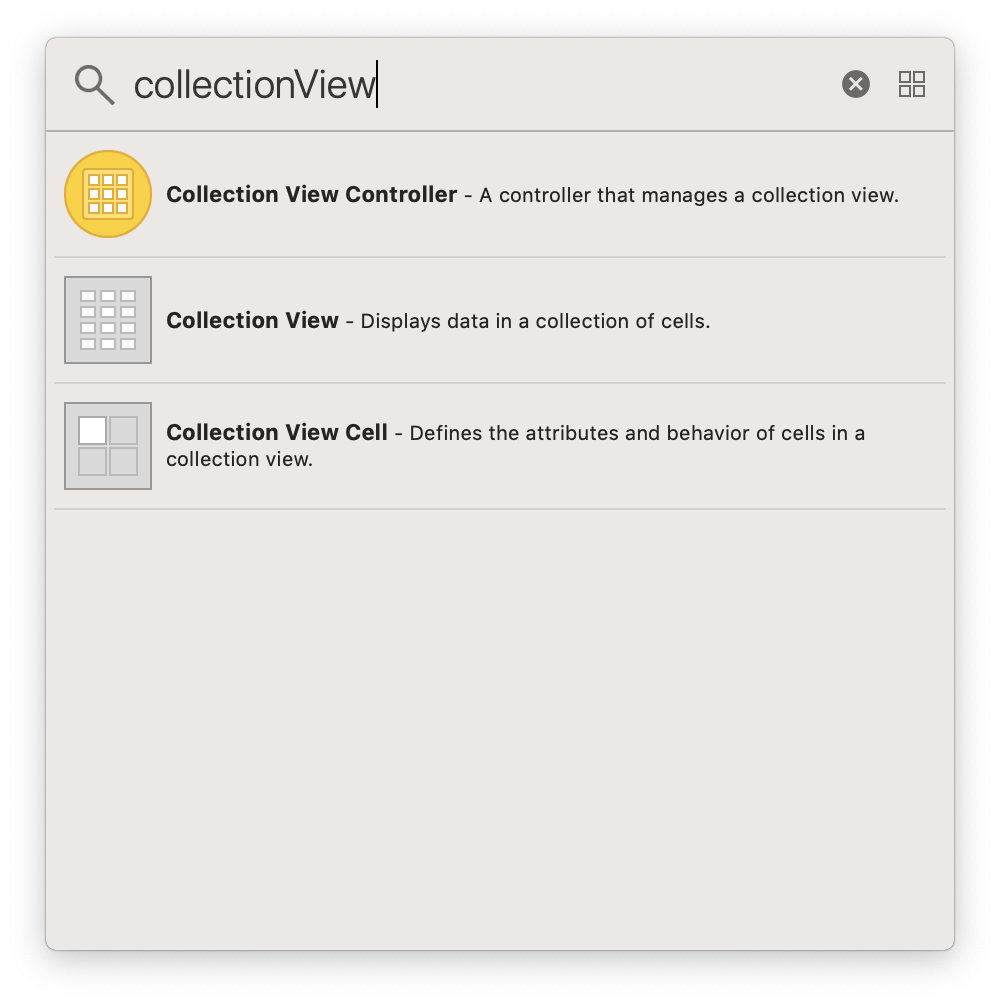 collectionView
Collection View Controller - A controller that manages a collection view.
Collection View - Displays data in a collection of cells.
Collection View Cell - Defines the attributes and behavior of cells in a
collection view.